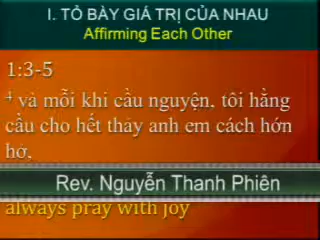 I. TỎ BÀY GIÁ TRỊ CỦA NHAU
Affirming Each Other
1:3-5
4 và mỗi khi cầu nguyện, tôi hằng
cầu cho hết thảy anh em cách hớn
hở,
Rev. Nguyễn Thanh Phiên
always pray with joy